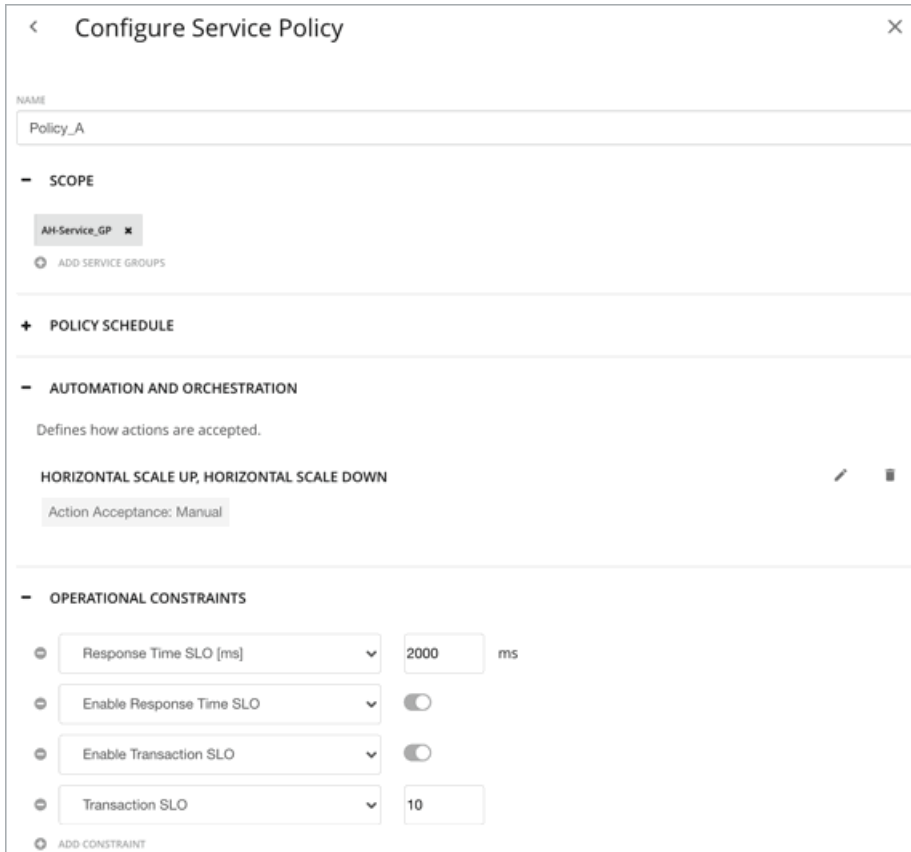 Configure Service Policy
NAME
Policy_A
SCOPE
AH-Service_GP
ADD SERVICE GROUPS
POLICY SCHEDULE
AUTOMATION AND ORCHESTRATION
Defines how actions are accepted.
HORIZONTAL SCALE UP, HORIZONTAL SCALE DOWN
Action Acceptance: Manual
OPERATIONAL CONSTRAINTS
Response Time SLO [ms] 2000 ms
Enable Response Time SLO
Enable Transaction SLO
Transaction SLO 10
ADD CONSTRAINT